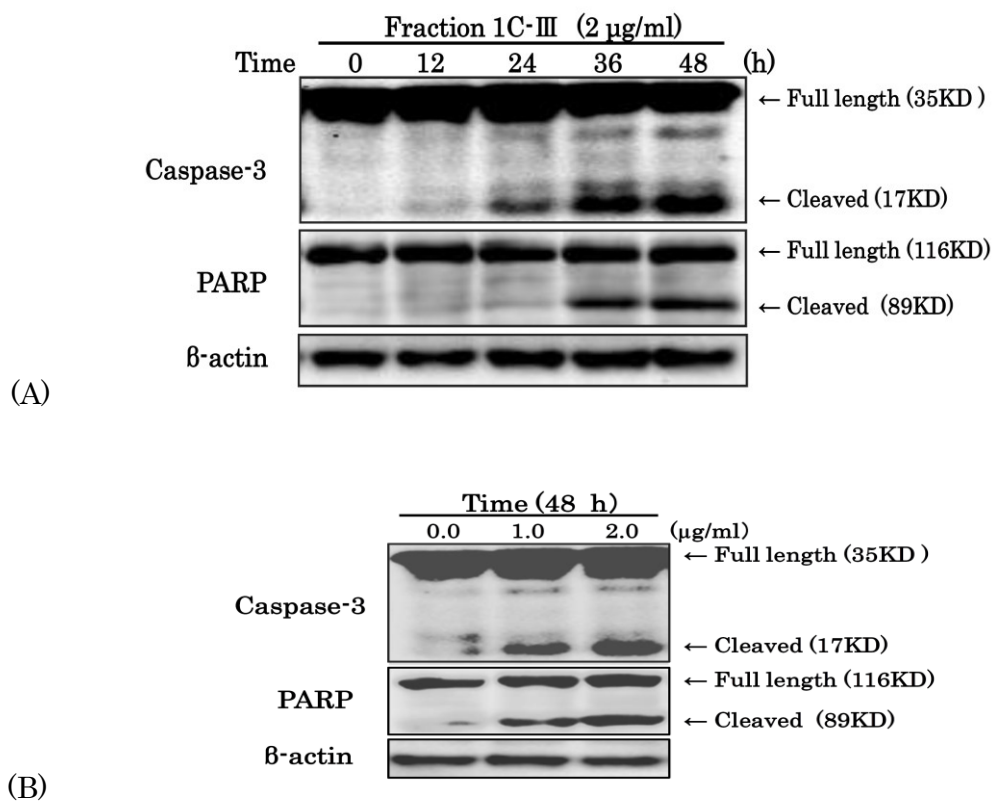 Fraction 1C-III (2 µg/ml)
Time 0 12 24 36 48 (h)
← Full length (35KD )
Caspase-3
← Cleaved (17KD)
← Full length (116KD)
PARP
← Cleaved (89KD)
ß-actin
(A)
Time (48 h)
0.0 1.0 2.0 (µg/ml)
← Full length (35KD )
Caspase-3
← Cleaved (17KD)
← Full length (116KD)
PARP
← Cleaved (89KD)
ß-actin
(B)